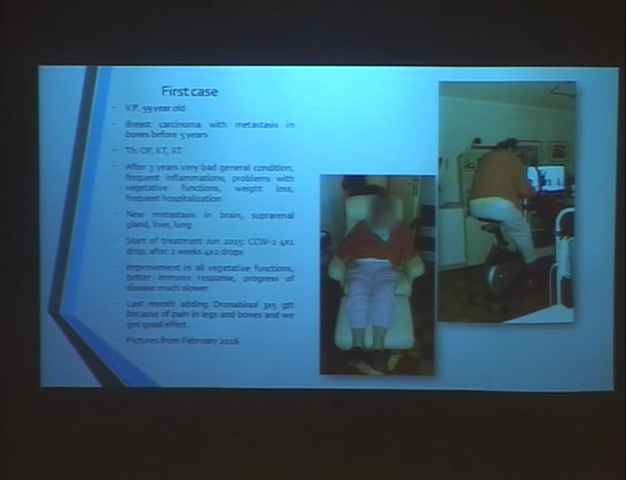 First case
- V.P. 59 year old
- Breast carcinoma with metastasis in
bones before 5 years
- Th: OP, KT, RT
- After 3 years very bad general condition,
frequent inflammations, problems with
vegetative functions, weight loss,
frequent hospitalization
- New metastasis in brain, suprarenal
gland, liver, lung
- Start of treatment Jun 2015; CCW-2 4x1
drop, after 2 weeks 4x2 drops
- Improvement in all vegetative functions,
better immune response, progress of
disease much slower
- Last month adding Dronabinol 3x5 gtt
because of pain in legs and bones and we
got good effect
- Pictures from February 2016